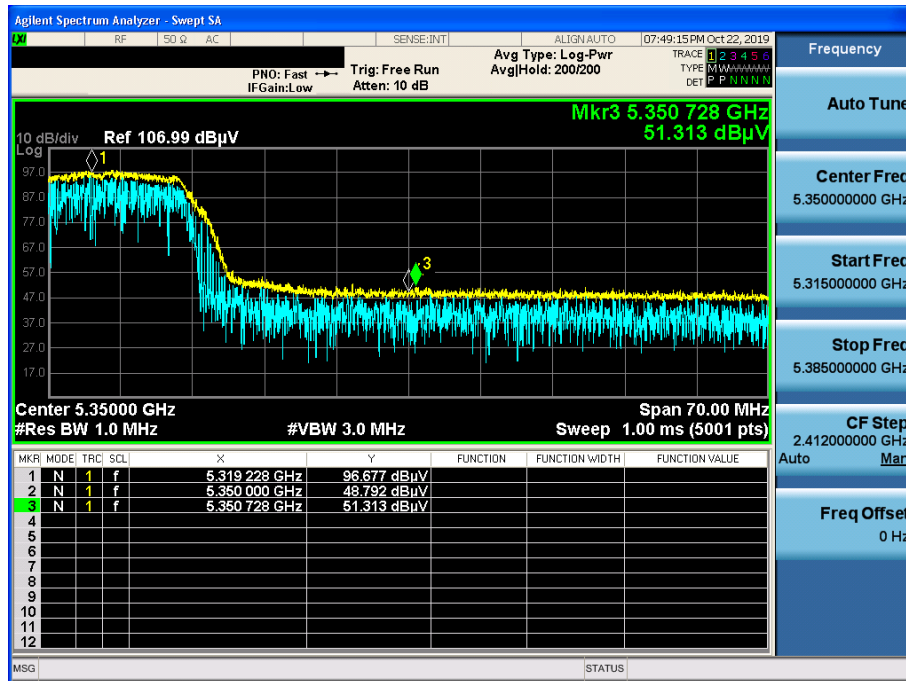 Agilent Spectrum Analyzer - Swept SA
LXI RF 50 Ω AC SENSE:INT ALIGN AUTO 07:49:15 PM Oct 22, 2019
PNO: Fast Trig: Free Run Avg Type: Log-Pwr TRACE 1 2 3 4 5 6
IFGain:Low Atten: 10 dB Avg|Hold: 200/200 TYPE MWWWWW
DET P P N N N N
Mkr3 5.350 728 GHz
51.313 dBµV
10 dB/div Ref 106.99 dBµV
Log
97.0
87.0
77.0
67.0
57.0
47.0
37.0
27.0
17.0
1
3
Center 5.35000 GHz Span 70.00 MHz
#Res BW 1.0 MHz #VBW 3.0 MHz Sweep 1.00 ms (5001 pts)
MKR MODE TRC SCL X Y FUNCTION FUNCTION WIDTH FUNCTION VALUE
1 N 1 f 5.319 228 GHz 96.677 dBµV
2 N 1 f 5.350 000 GHz 48.792 dBµV
3 N 1 f 5.350 728 GHz 51.313 dBµV
4
5
6
7
8
9
10
11
12
MSG STATUS
Frequency
Auto Tune
Center Freq
5.350000000 GHz
Start Freq
5.315000000 GHz
Stop Freq
5.385000000 GHz
CF Step
2.412000000 GHz
Auto Man
Freq Offset
0 Hz